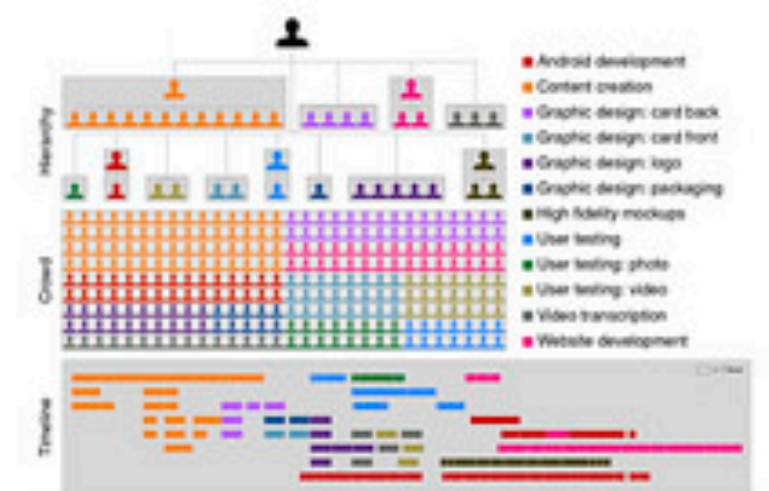 Hierarchy
Android development
Content creation
Graphic design: card back
Graphic design: card front
Graphic design: logo
Graphic design: packaging
High fidelity mockups
User testing
User testing: photo
User testing: video
Video transcription
Website development
Crowd
Timeline